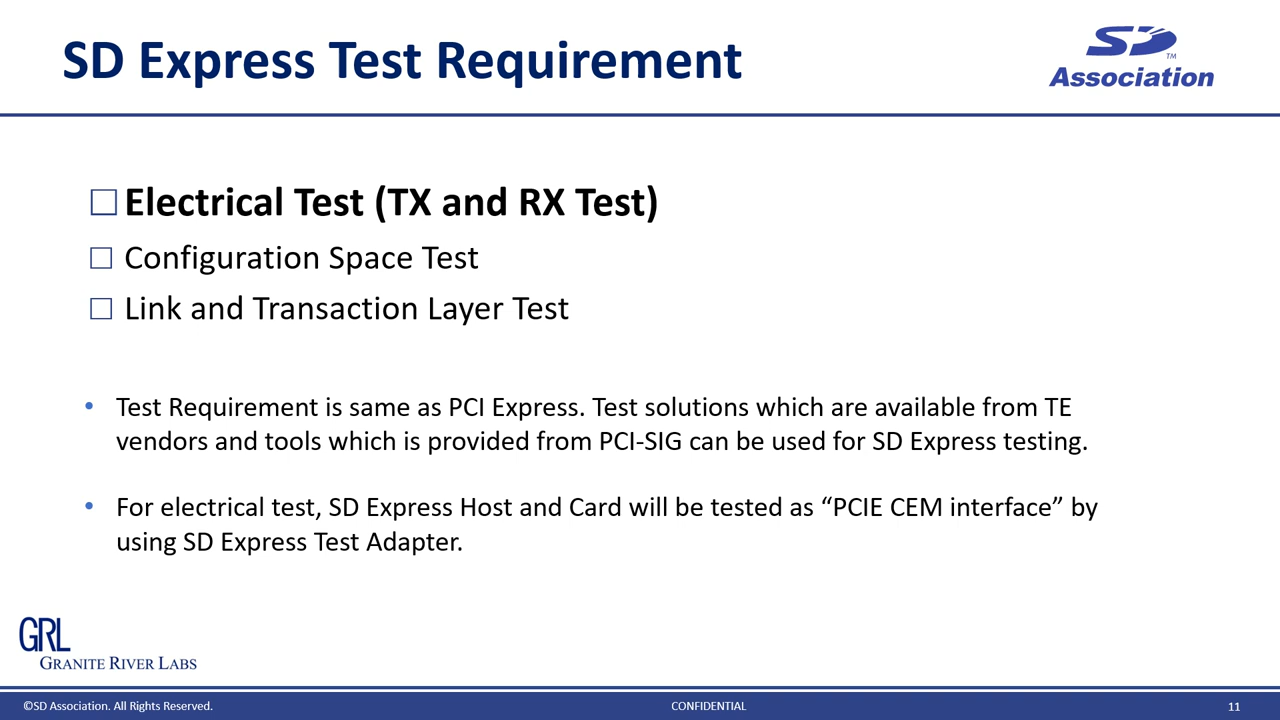 SD Express Test Requirement
SD TM
Association
Electrical Test (TX and RX Test)
Configuration Space Test
Link and Transaction Layer Test
• Test Requirement is same as PCI Express. Test solutions which are available from TE
vendors and tools which is provided from PCI-SIG can be used for SD Express testing.
• For electrical test, SD Express Host and Card will be tested as “PCIE CEM interface” by
using SD Express Test Adapter.
GRL
GRANITE RIVER LABS
©SD Association. All Rights Reserved.
CONFIDENTIAL
11